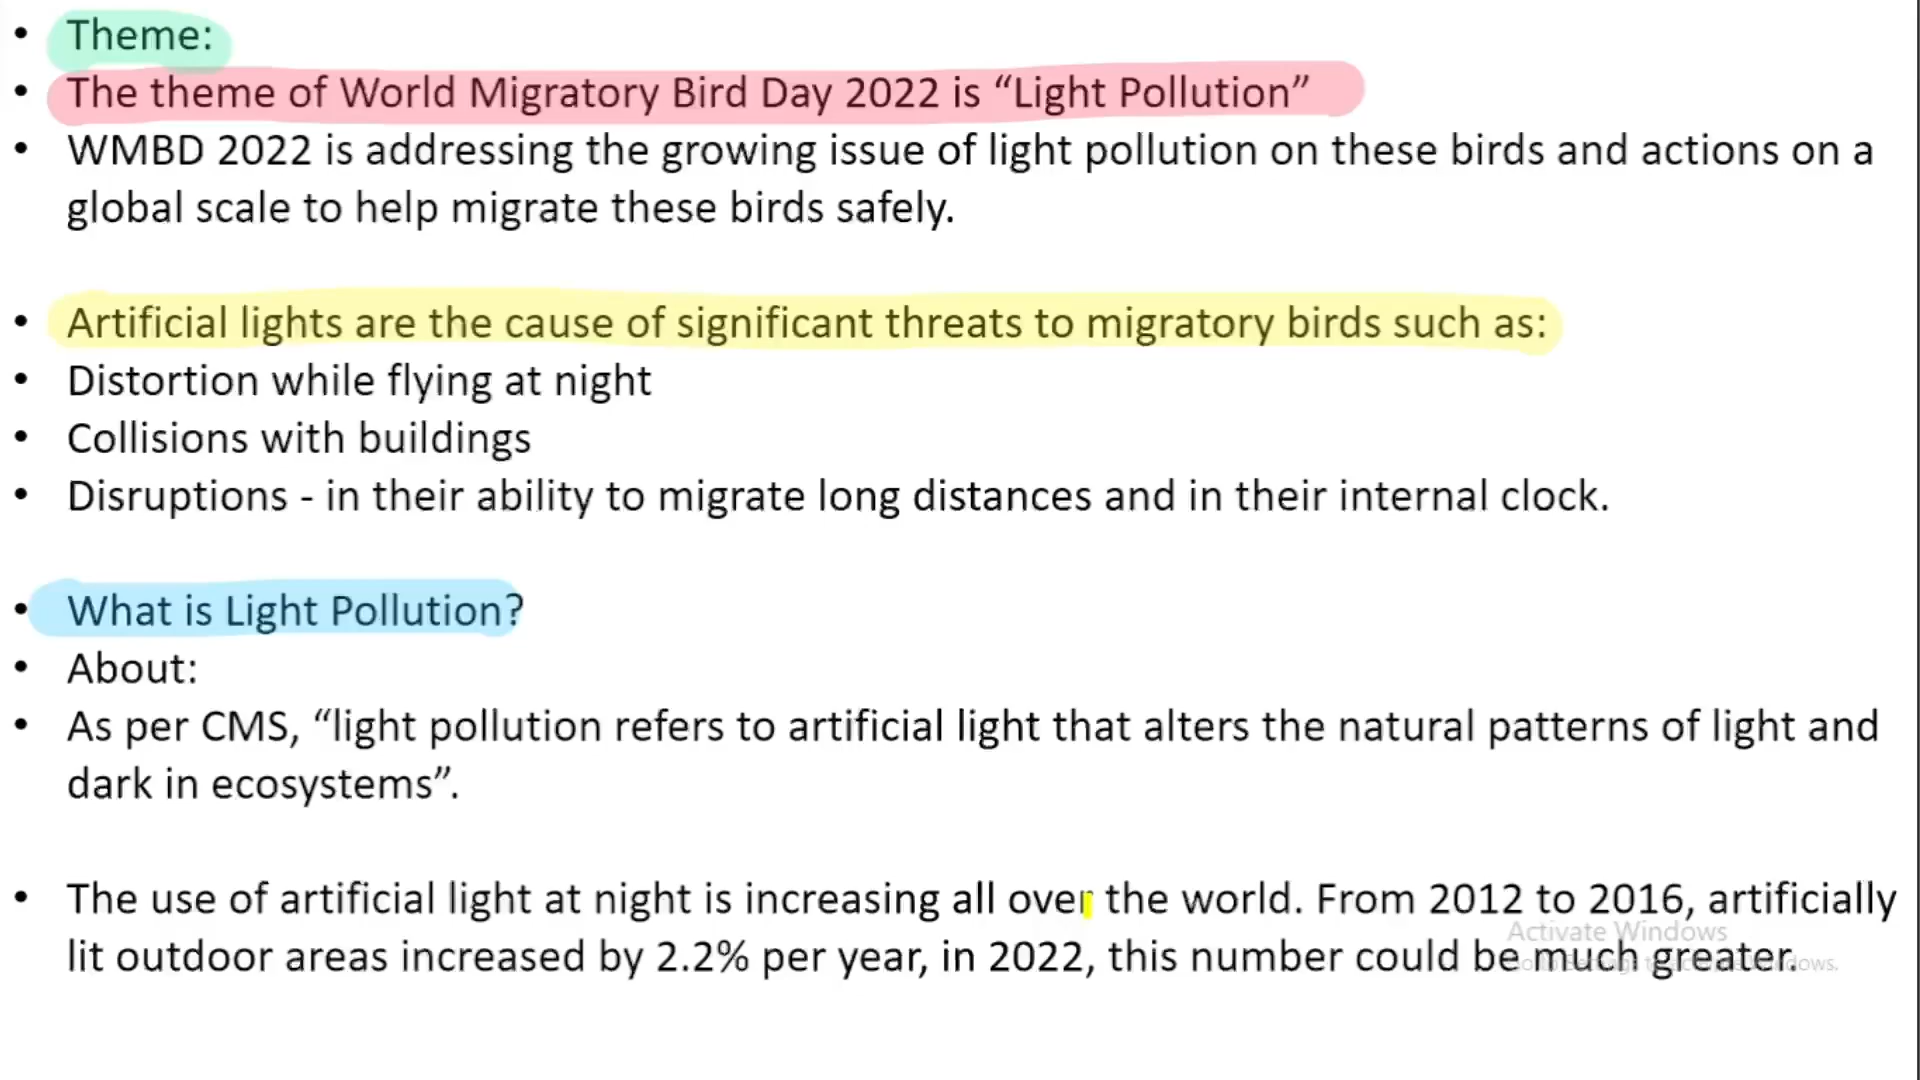 • Theme:
• The theme of World Migratory Bird Day 2022 is “Light Pollution”
• WMBD 2022 is addressing the growing issue of light pollution on these birds and actions on a
global scale to help migrate these birds safely.
• Artificial lights are the cause of significant threats to migratory birds such as:
• Distortion while flying at night
• Collisions with buildings
• Disruptions - in their ability to migrate long distances and in their internal clock.
• What is Light Pollution?
• About:
• As per CMS, “light pollution refers to artificial light that alters the natural patterns of light and
dark in ecosystems”.
• The use of artificial light at night is increasing all over the world. From 2012 to 2016, artificially
lit outdoor areas increased by 2.2% per year, in 2022, this number could be much greater.
Activate Windows
Go to Settings to activate Windows.